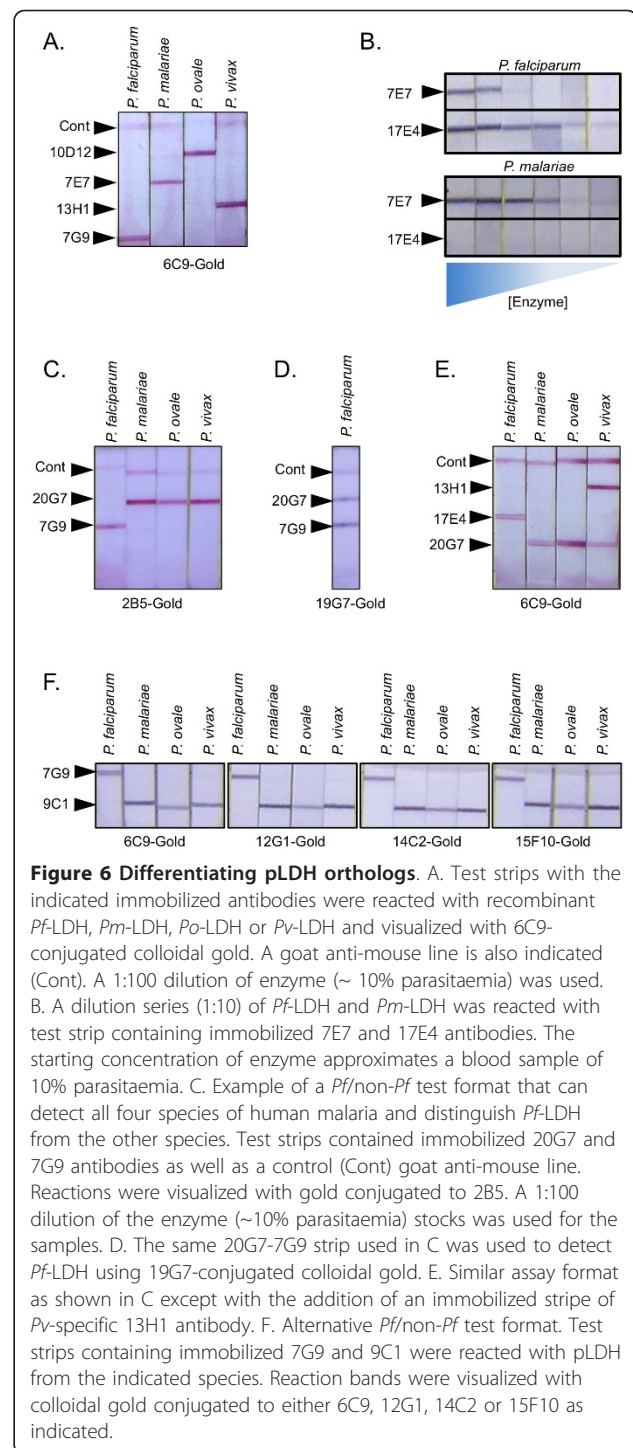 A.
P. falciparum
P. malariae
P. ovale
P. vivax
Cont
10D12
7E7
13H1
7G9
6C9-Gold
B.
P. falciparum
7E7
17E4
P. malariae
7E7
17E4
[Enzyme]
C.
P. falciparum
P. malariae
P. ovale
P. vivax
Cont
20G7
7G9
2B5-Gold
D.
P. falciparum
Cont
20G7
7G9
19G7-Gold
E.
P. falciparum
P. malariae
P. ovale
P. vivax
Cont
13H1
17E4
20G7
6C9-Gold
F.
P. falciparum
P. malariae
P. ovale
P. vivax
P. falciparum
P. malariae
P. ovale
P. vivax
P. falciparum
P. malariae
P. ovale
P. vivax
P. falciparum
P. malariae
P. ovale
P. vivax
7G9
9C1
6C9-Gold
12G1-Gold
14C2-Gold
15F10-Gold
Figure 6 Differentiating pLDH orthologs. A. Test strips with the
indicated immobilized antibodies were reacted with recombinant
Pf-LDH, Pm-LDH, Po-LDH or Pv-LDH and visualized with 6C9-
conjugated colloidal gold. A goat anti-mouse line is also indicated
(Cont). A 1:100 dilution of enzyme (~ 10% parasitaemia) was used.
B. A dilution series (1:10) of Pf-LDH and Pm-LDH was reacted with
test strip containing immobilized 7E7 and 17E4 antibodies. The
starting concentration of enzyme approximates a blood sample of
10% parasitaemia. C. Example of a Pf/non-Pf test format that can
detect all four species of human malaria and distinguish Pf-LDH
from the other species. Test strips contained immobilized 20G7 and
7G9 antibodies as well as a control (Cont) goat anti-mouse line.
Reactions were visualized with gold conjugated to 2B5. A 1:100
dilution of the enzyme (~10% parasitaemia) stocks was used for the
samples. D. The same 20G7-7G9 strip used in C was used to detect
Pf-LDH using 19G7-conjugated colloidal gold. E. Similar assay format
as shown in C except with the addition of an immobilized stripe of
Pv-specific 13H1 antibody. F. Alternative Pf/non-Pf test format. Test
strips containing immobilized 7G9 and 9C1 were reacted with pLDH
from the indicated species. Reaction bands were visualized with
colloidal gold conjugated to either 6C9, 12G1, 14C2 or 15F10 as
indicated.